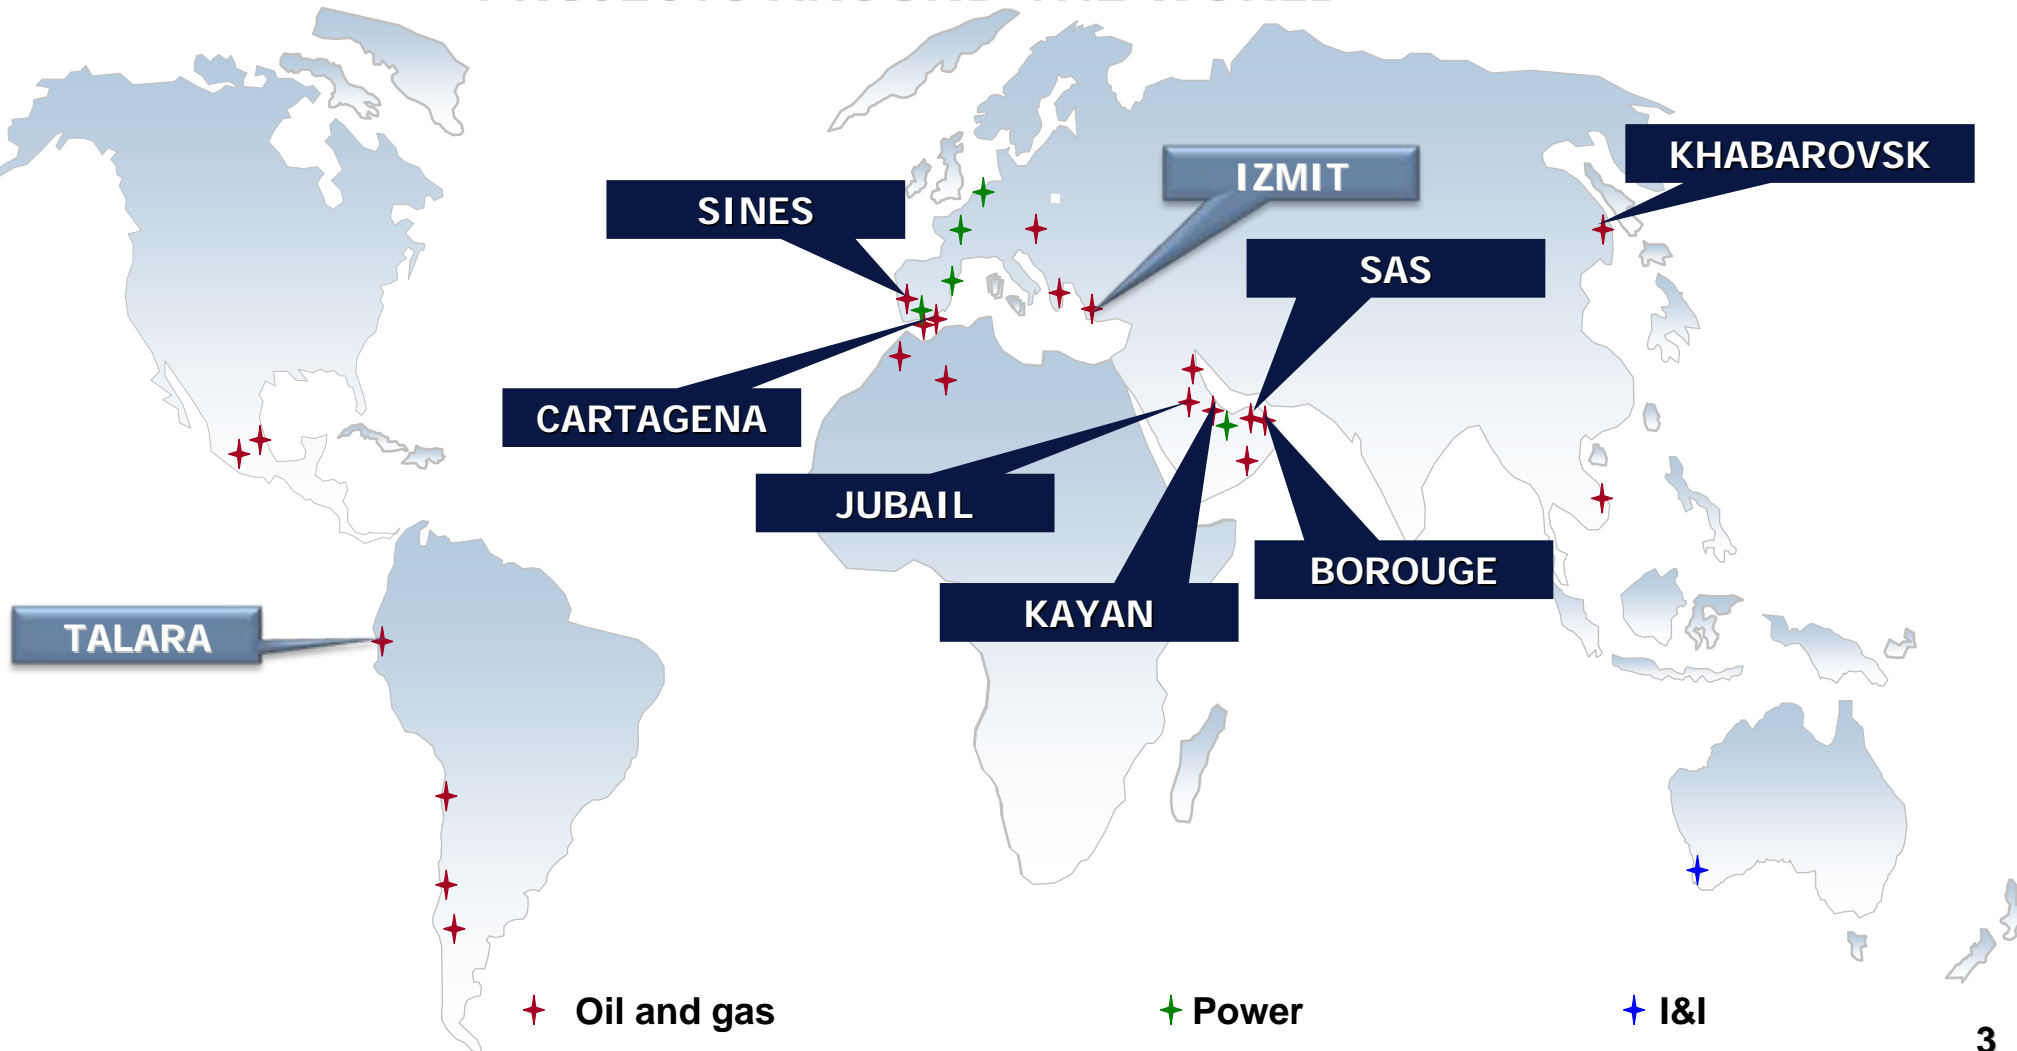 KHABAROVSK
IZMIT
SINES
SAS
CARTAGENA
JUBAIL
BOROUGE
KAYAN
TALARA
Oil and gas
Power
I&I
3